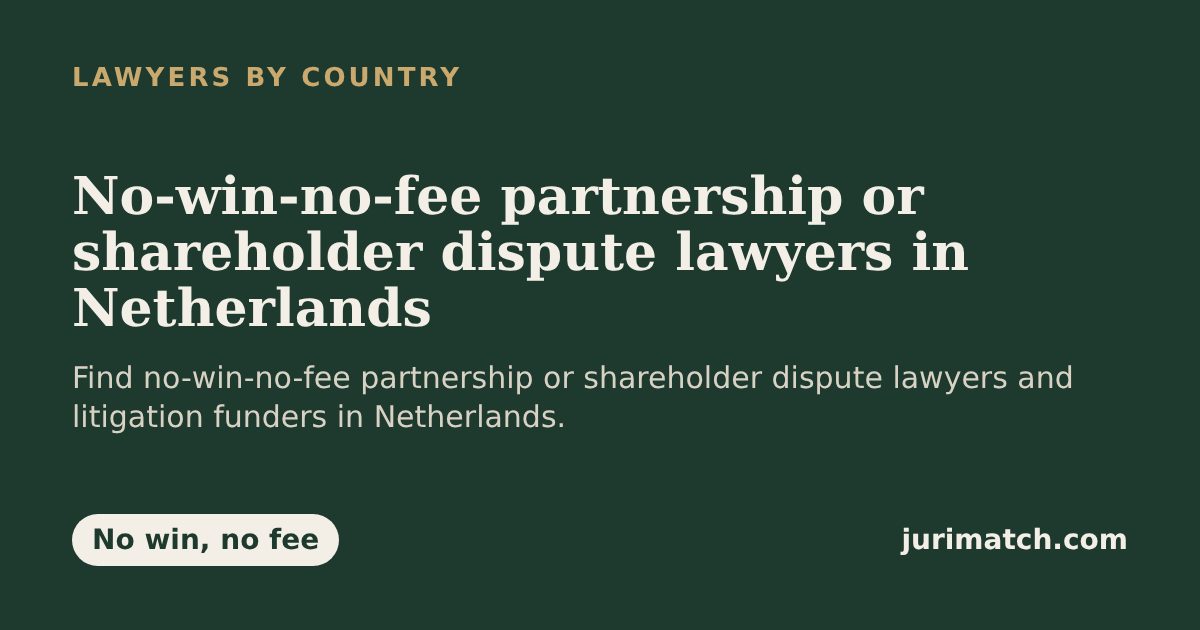 LAWYERS BY COUNTRY
No-win-no-fee partnership or
shareholder dispute lawyers in
Netherlands
Find no-win-no-fee partnership or shareholder dispute lawyers and
litigation funders in Netherlands.
No win, no fee
jurimatch.com